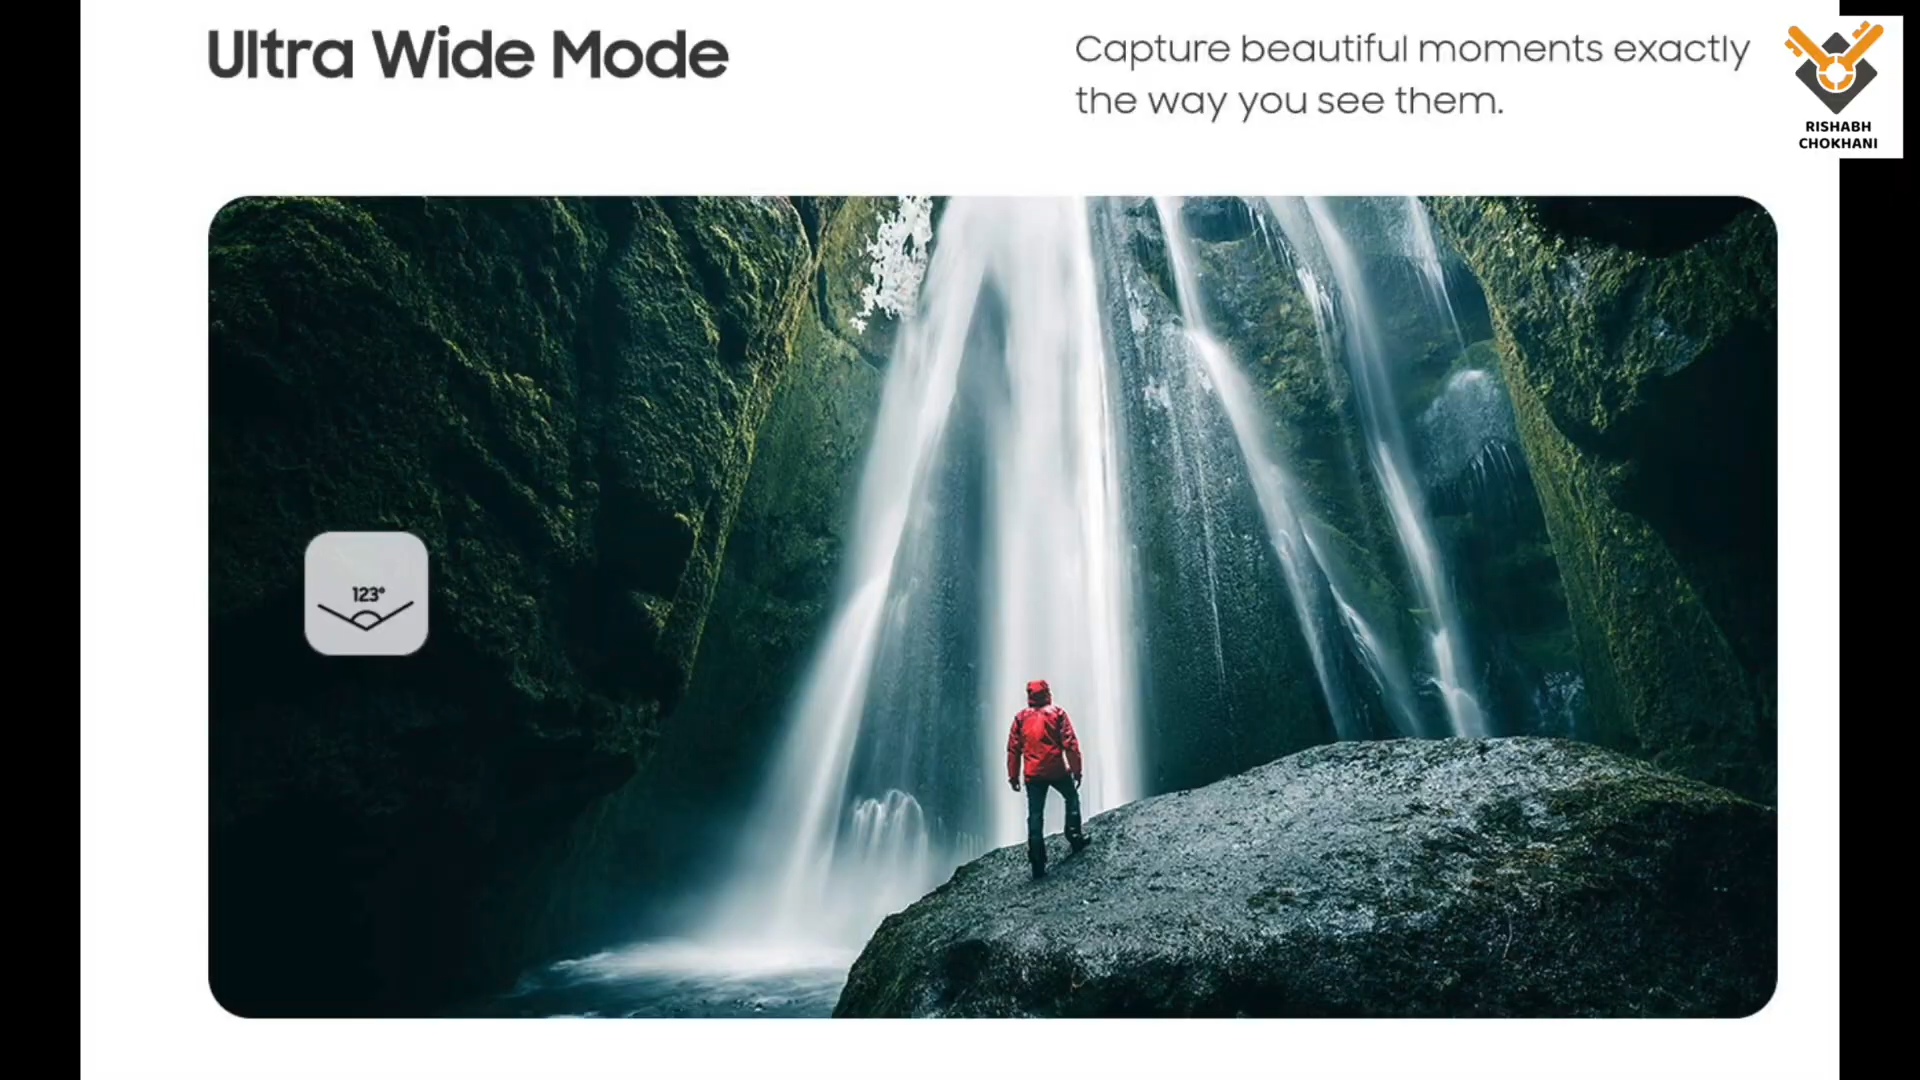 Ultra Wide Mode
Capture beautiful moments exactly
the way you see them.
RISHABH
CHOKHANI
123°